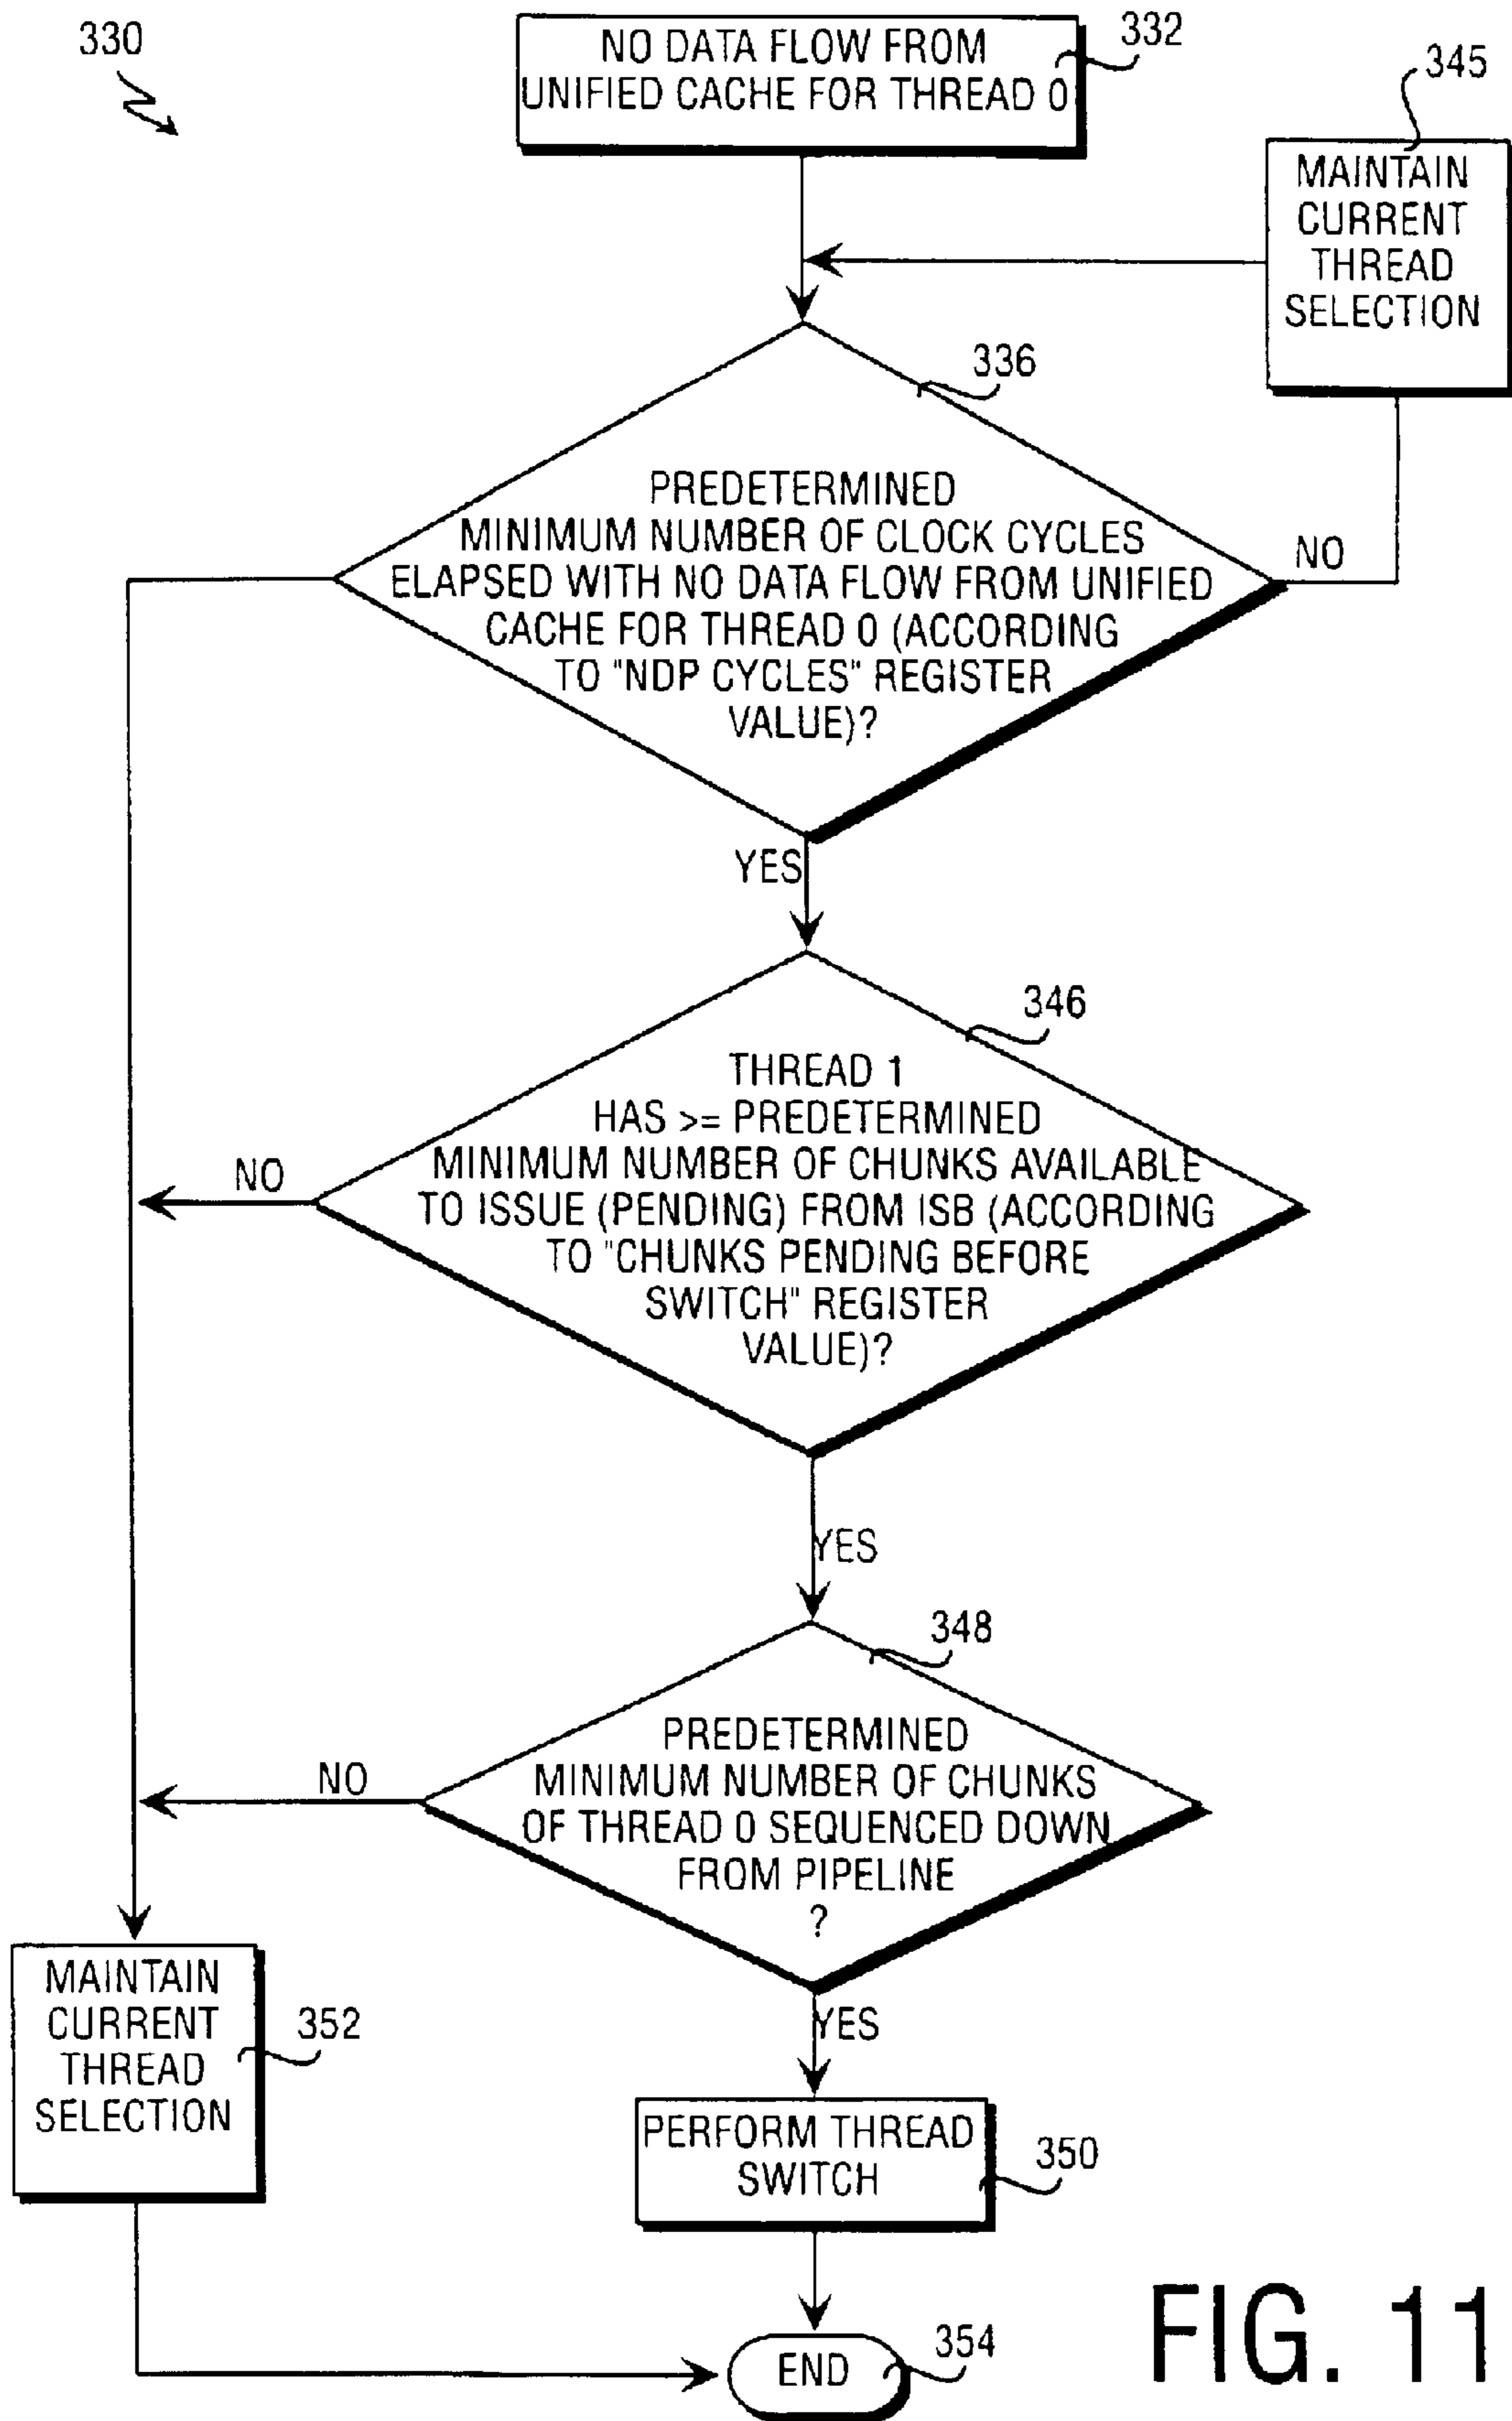 330
NO DATA FLOW FROM
UNIFIED CACHE FOR THREAD 0
332
345
MAINTAIN
CURRENT
THREAD
SELECTION
336
PREDETERMINED
MINIMUM NUMBER OF CLOCK CYCLES
ELAPSED WITH NO DATA FLOW FROM UNIFIED
CACHE FOR THREAD 0 (ACCORDING
TO "NDP CYCLES" REGISTER
VALUE)?
NO
YES
346
THREAD 1
HAS >= PREDETERMINED
MINIMUM NUMBER OF CHUNKS AVAILABLE
TO ISSUE (PENDING) FROM ISB (ACCORDING
TO "CHUNKS PENDING BEFORE
SWITCH" REGISTER
VALUE)?
NO
YES
348
PREDETERMINED
MINIMUM NUMBER OF CHUNKS
OF THREAD 0 SEQUENCED DOWN
FROM PIPELINE
?
NO
YES
MAINTAIN
CURRENT
THREAD
SELECTION
352
PERFORM THREAD
SWITCH
350
END
354
FIG. 11